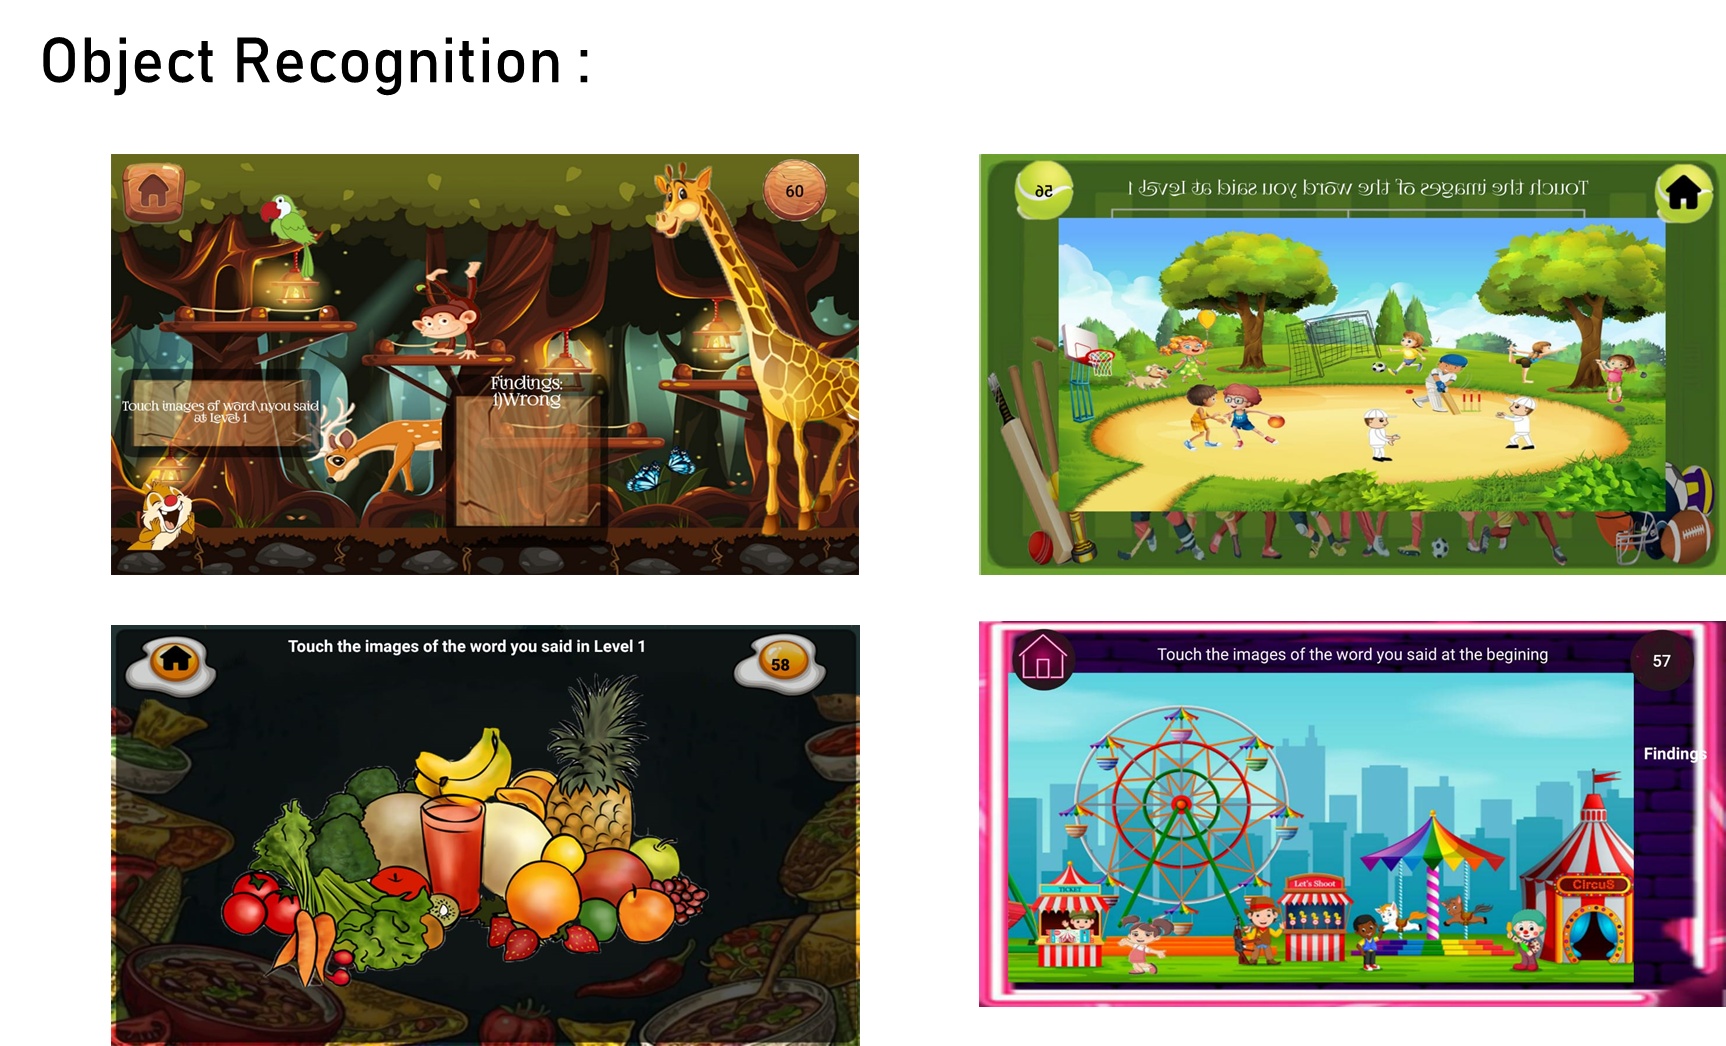 Object Recognition :
60
Touch images of word\nyou said
at Level 1
Findings:
1)Wrong
56
Touch the images of the word you said at Level 1
Touch the images of the word you said in Level 1
58
Touch the images of the word you said at the begining
57
Findings
TICKET
Let's Shoot
CIRCUS